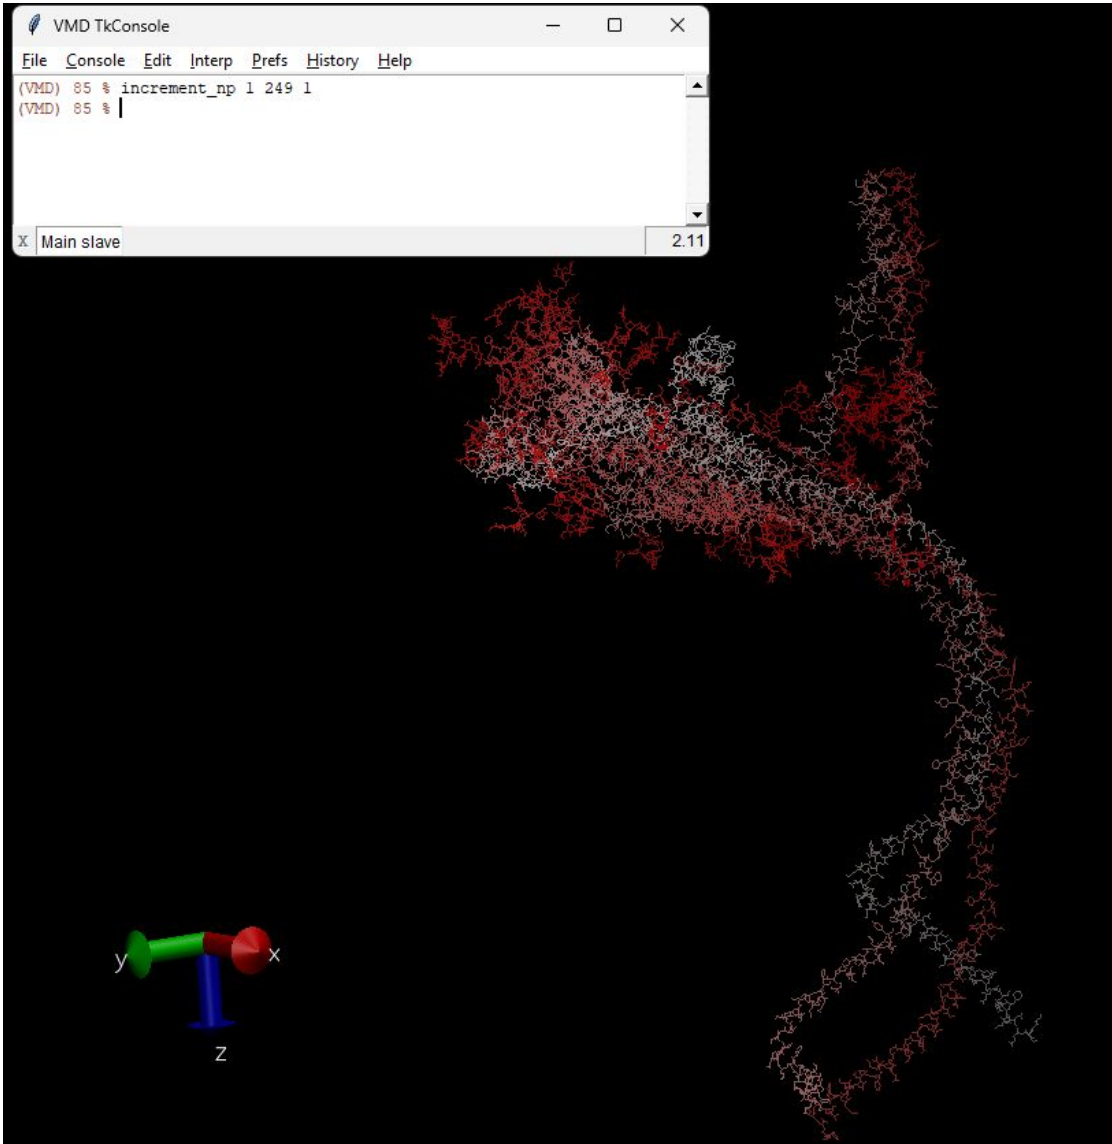 VMD TkConsole
File Console Edit Interp Prefs History Help
(VMD) 85 % increment_np 1 249 1
(VMD) 85 %
X Main slave 2.11
y x
z